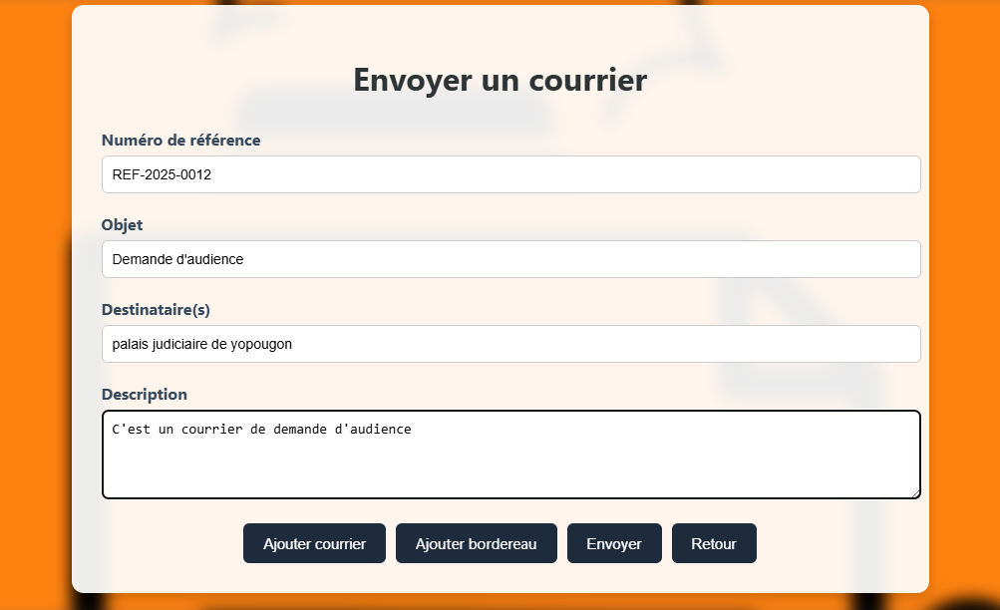 Envoyer un courrier
Numéro de référence
REF-2025-0012
Objet
Demande d'audience
Destinataire(s)
palais judiciaire de yopougon
Description
C'est un courrier de demande d'audience
Ajouter courrier
Ajouter bordereau
Envoyer
Retour